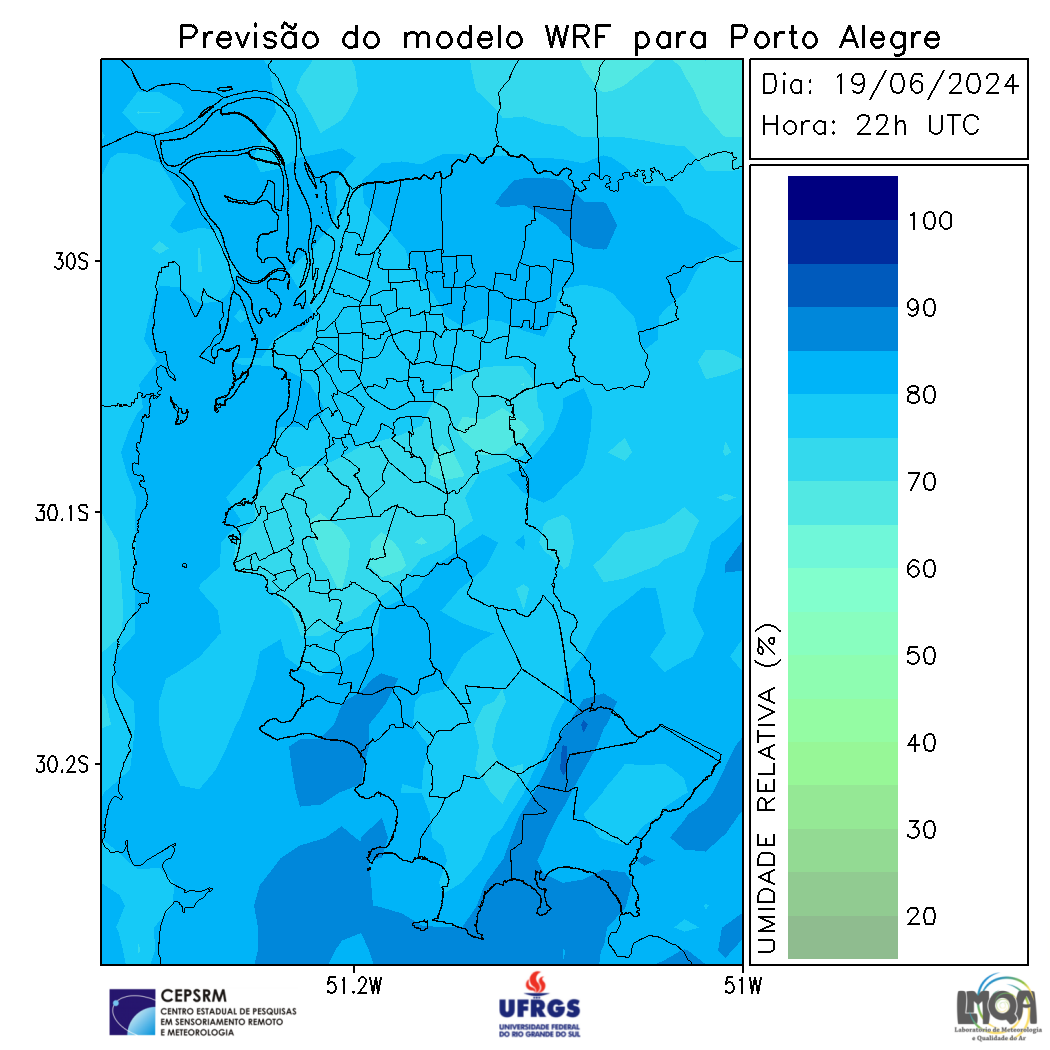 Previsão do modelo WRF para Porto Alegre
Dia: 19/06/2024
Hora: 22h UTC
100
90
80
70
60
50
40
30
20
UMIDADE RELATIVA (%)
30S
30.1S
30.2S
51.2W
51W
CEPSRM
CENTRO ESTADUAL DE PESQUISAS
EM SENSORIAMENTO REMOTO
E METEOROLOGIA
UFRGS
UNIVERSIDADE FEDERAL
DO RIO GRANDE DO SUL
LMQA
Laboratório de Meteorologia
e Qualidade do Ar